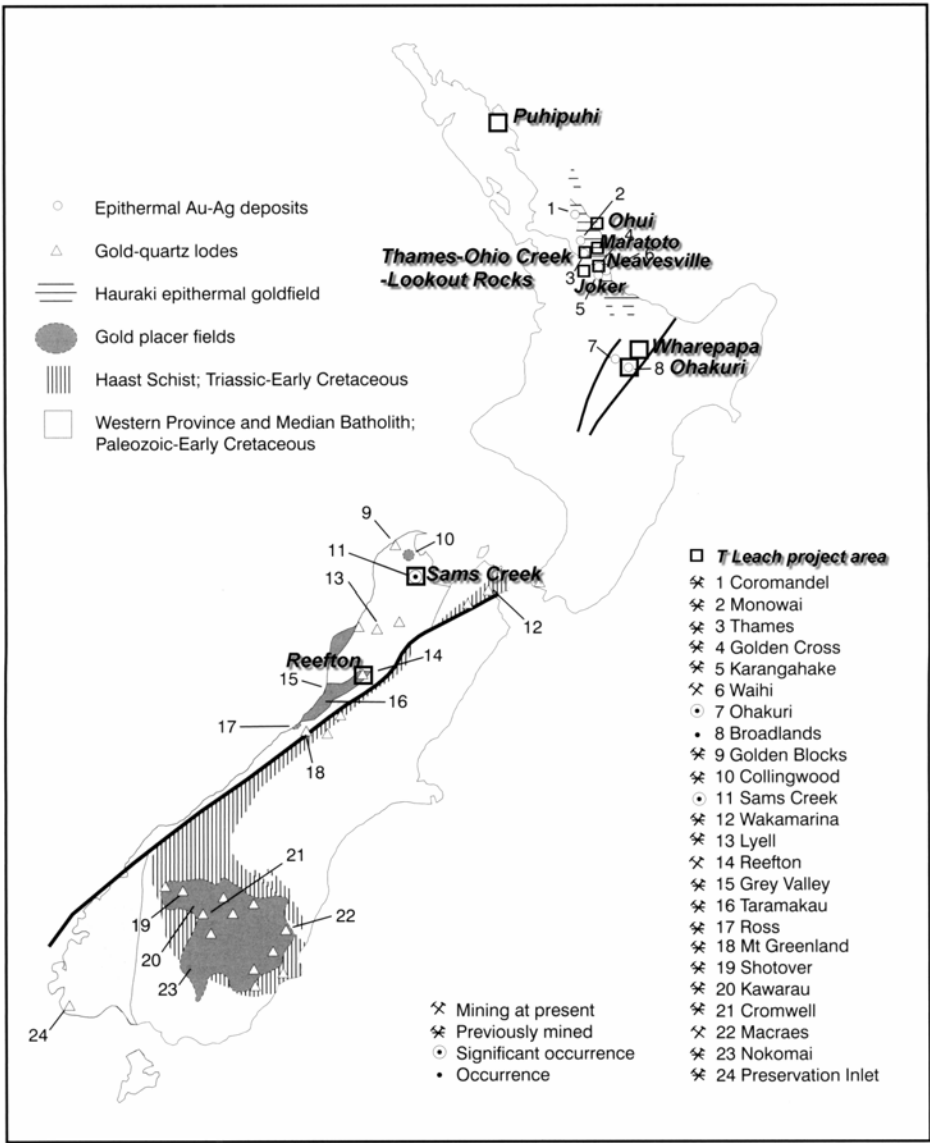 Puhipuhi
Epithermal Au-Ag deposits
Gold-quartz lodes
Hauraki epithermal goldfield
Gold placer fields
Haast Schist; Triassic-Early Cretaceous
Western Province and Median Batholith;
Paleozoic-Early Cretaceous
2
1
Ohui
4
Maratoto
6
Thames-Ohio Creek
-Lookout Rocks
Neavesville
3
Joker
5
7
Wharepapa
8 Ohakuri
9
10
11
Sams Creek
13
12
Reefton
14
15
16
17
18
21
22
19
20
23
24
T Leach project area
1 Coromandel
2 Monowai
3 Thames
4 Golden Cross
5 Karangahake
6 Waihi
7 Ohakuri
8 Broadlands
9 Golden Blocks
10 Collingwood
11 Sams Creek
12 Wakamarina
13 Lyell
14 Reefton
15 Grey Valley
16 Taramakau
17 Ross
18 Mt Greenland
19 Shotover
20 Kawarau
21 Cromwell
22 Macraes
23 Nokomai
24 Preservation Inlet
Mining at present
Previously mined
Significant occurrence
Occurrence